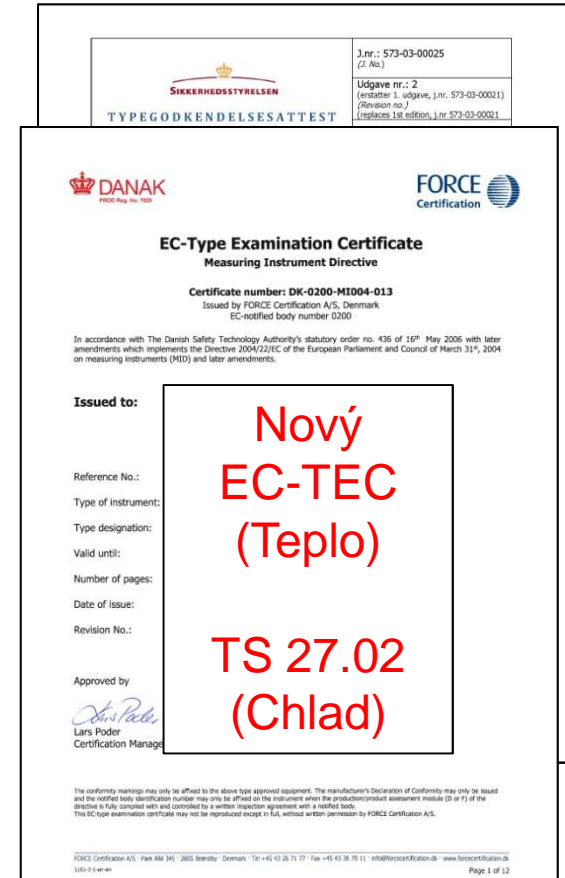 J.nr.: 573-03-00025
(J. No.)
SIKKERHEDSSTYRELSEN
Udgave nr.: 2
(erstatter 1. udgave, j.nr. 573-03-00021)
(Revision no.)
(replaces 1st edition, j.nr 573-03-00021
TYPEGODKENDELSESATTEST
DANAK
PROD Reg. No. 7025
FORCE
Certification
EC-Type Examination Certificate
Measuring Instrument Directive
Certificate number: DK-0200-MI004-013
Issued by FORCE Certification A/S, Denmark
EC-notified body number 0200
In accordance with The Danish Safety Technology Authority's statutory order no. 436 of 16th May 2006 with later
amendments which implements the Directive 2004/22/EC of the European Parliament and Council of March 31st, 2004
on measuring instruments (MID) and later amendments.
Issued to:
Nový
EC-TEC
(Teplo)
TS 27.02
(Chlad)
Reference No.:
Type of instrument:
Type designation:
Valid until:
Number of pages:
Date of issue:
Revision No.:
Approved by
Lars Poder
Lars Poder
Certification Manage
The conformity markings may only be affixed to the above type approved equipment. The manufacturer's Declaration of Conformity may only be issued
and the notified body identification number may only be affixed on the instrument when the production/product assessment module (D or F) of the
directive is fully complied with and controlled by a written inspection agreement with a notified body.
This EC-type examination certificate may not be reproduced except in full, without written permission by FORCE Certification A/S.
FORCE Certification A/S · Park Allé 345 · 2605 Brøndby · Denmark · Tel +45 43 26 71 77 · Fax +45 43 26 70 11 · info@forcecertification.dk · www.forcecertification.dk
1161-2-1-en-en
Page 1 of 12